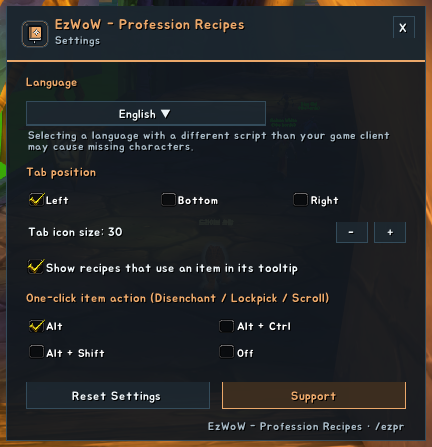 EzWoW - Profession Recipes
Settings
X
Language
English ▼
Selecting a language with a different script than your game client
may cause missing characters.
Tab position
Left
Bottom
Right
Tab icon size: 30
-
+
Show recipes that use an item in its tooltip
One-click item action (Disenchant / Lockpick / Scroll)
Alt
Alt + Ctrl
Alt + Shift
Off
Reset Settings
Support
EzWoW - Profession Recipes · /ezpr